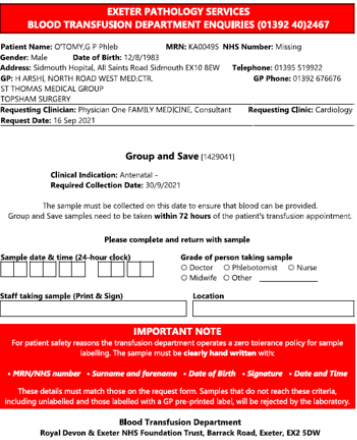 EXETER PATHOLOGY SERVICES
BLOOD TRANSFUSION DEPARTMENT ENQUIRIES (01392 40)2467
Patient Name: O'TOMY,G P Phleb MRN: KA00495 NHS Number: Missing
Gender: Male Date of Birth: 12/8/1983
Address: Sidmouth Hopital, All Saints Road Sidmouth EX10 8EW Telephone: 01395 519922
GP: H ARSHI, NORTH ROAD WEST MED.CTR. GP Phone: 01392 676676
ST THOMAS MEDICAL GROUP
TOPSHAM SURGERY
Requesting Clinician: Physician One FAMILY MEDICINE, Consultant Requesting Clinic: Cardiology
Request Date: 16 Sep 2021
Group and Save [1429041]
Clinical Indication: Antenatal -
Required Collection Date: 30/9/2021
The sample must be collected on this date to ensure that blood can be provided.
Group and Save samples need to be taken within 72 hours of the patient's transfusion appointment.
Please complete and return with sample
Sample date & time (24-hour clock) Grade of person taking sample
Doctor Phlebotomist Nurse
Midwife Other
Staff taking sample (Print & Sign) Location
IMPORTANT NOTE
For patient safety reasons the transfusion department operates a zero tolerance policy for sample
labelling. The sample must be clearly hand written with:
• MRN/NHS number • Surname and forename • Date of Birth • Signature • Date and Time
These details must match those on the request form. Samples that do not reach these criteria,
including unlabelled and those labelled with a GP pre-printed label, will be rejected by the laboratory.
Blood Transfusion Department
Royal Devon & Exeter NHS Foundation Trust, Barrack Road, Exeter, EX2 5DW